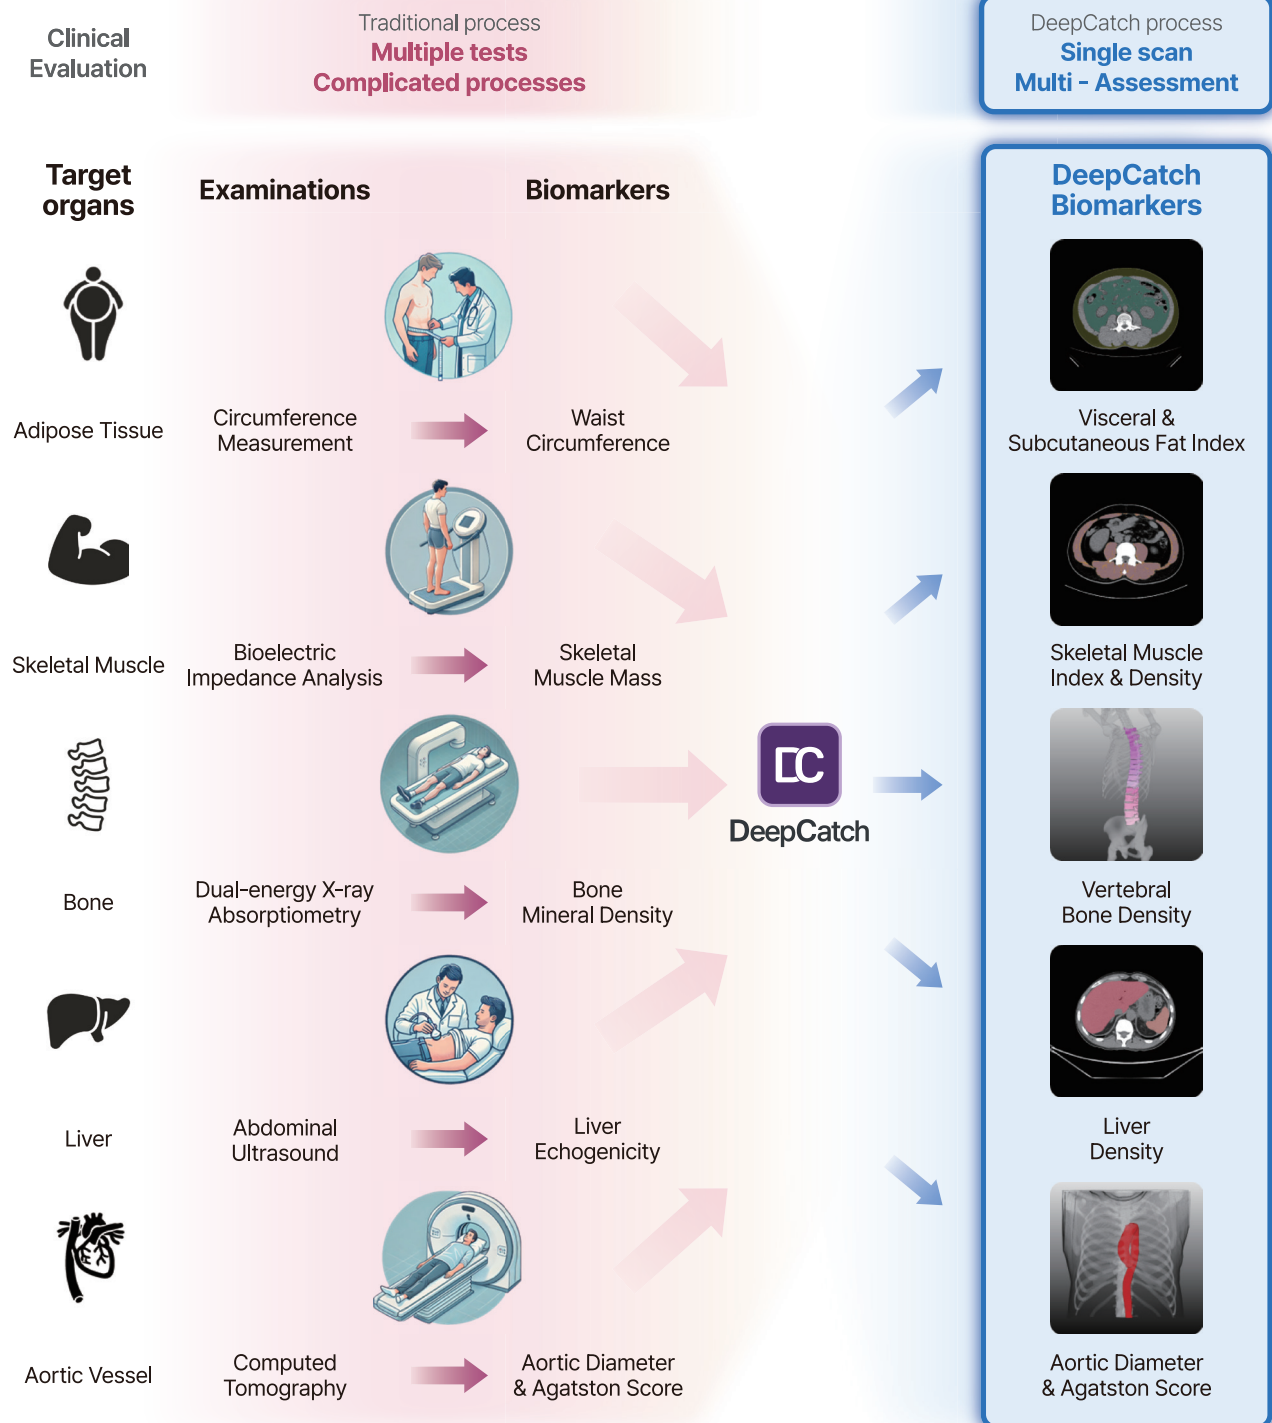 Clinical
Evaluation
Traditional process
Multiple tests
Complicated processes
DeepCatch process
Single scan
Multi - Assessment
Target
organs
Examinations
Biomarkers
DeepCatch
Biomarkers
Adipose Tissue
Circumference
Measurement
Waist
Circumference
Visceral &
Subcutaneous Fat Index
Skeletal Muscle
Bioelectric
Impedance Analysis
Skeletal
Muscle Mass
Skeletal Muscle
Index & Density
DC
DeepCatch
Bone
Dual-energy X-ray
Absorptiometry
Bone
Mineral Density
Vertebral
Bone Density
Liver
Abdominal
Ultrasound
Liver
Echogenicity
Liver
Density
Aortic Vessel
Computed
Tomography
Aortic Diameter
& Agatston Score
Aortic Diameter
& Agatston Score